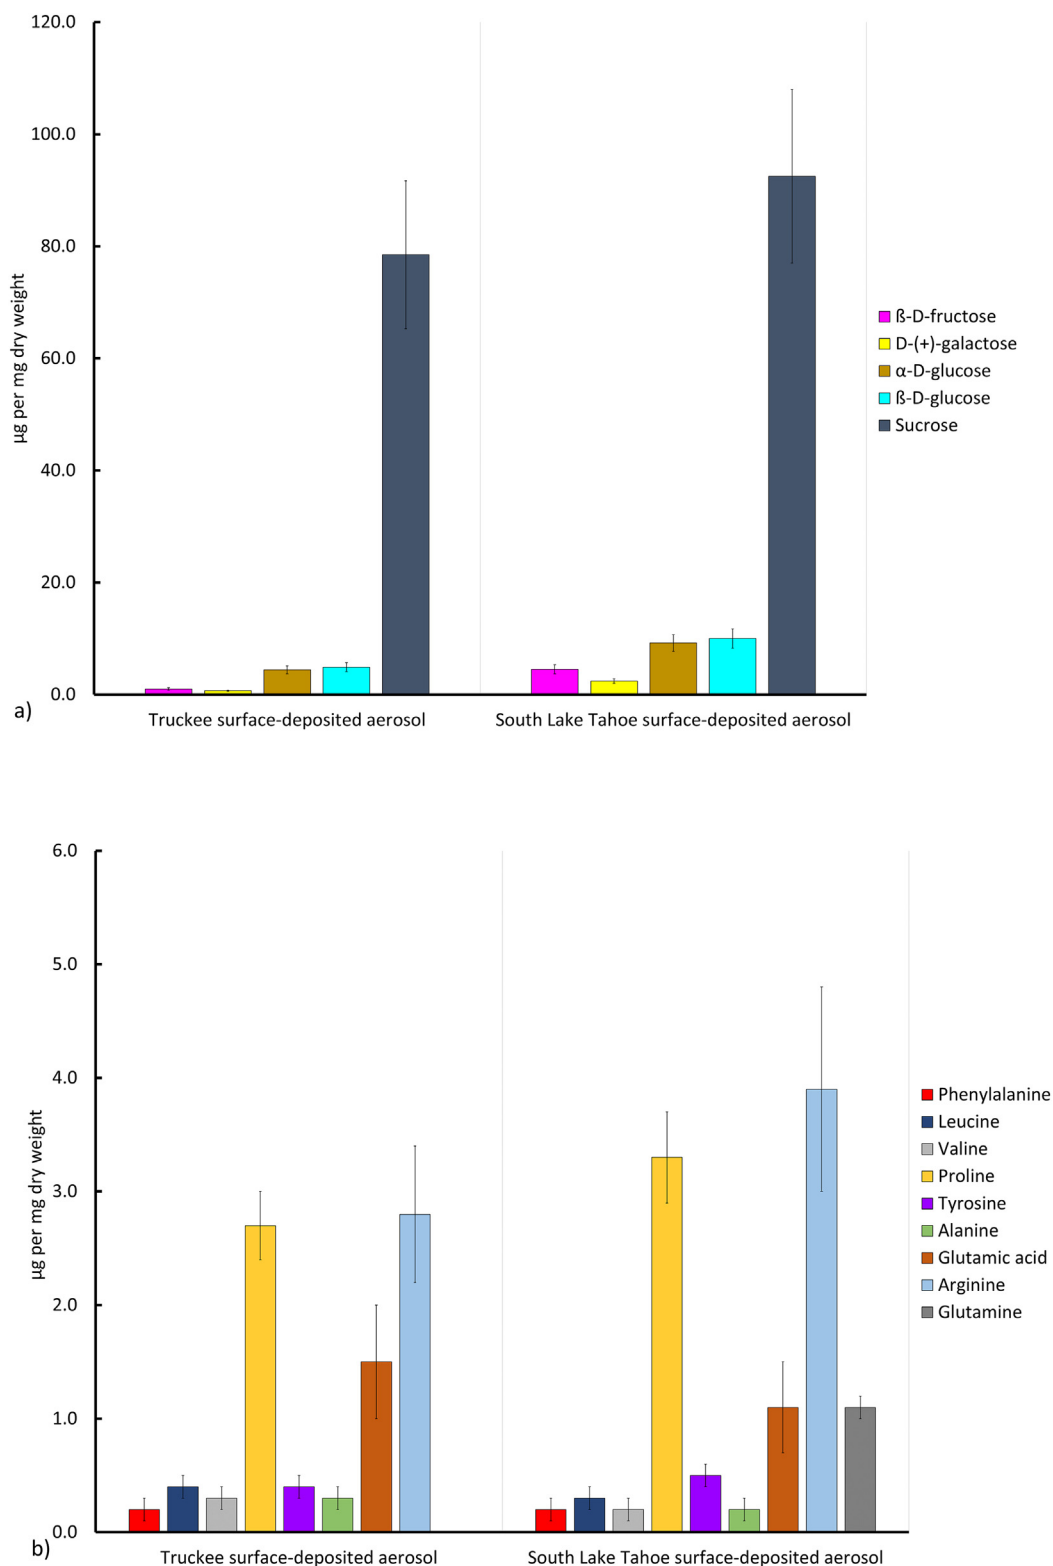 120.0
100.0
80.0
60.0
40.0
20.0
0.0
µg per mg dry weight
ß-D-fructose
D-(+)-galactose
α-D-glucose
ß-D-glucose
Sucrose
a)
Truckee surface-deposited aerosol
South Lake Tahoe surface-deposited aerosol
6.0
5.0
4.0
3.0
2.0
1.0
0.0
µg per mg dry weight
Phenylalanine
Leucine
Valine
Proline
Tyrosine
Alanine
Glutamic acid
Arginine
Glutamine
b)
Truckee surface-deposited aerosol
South Lake Tahoe surface-deposited aerosol